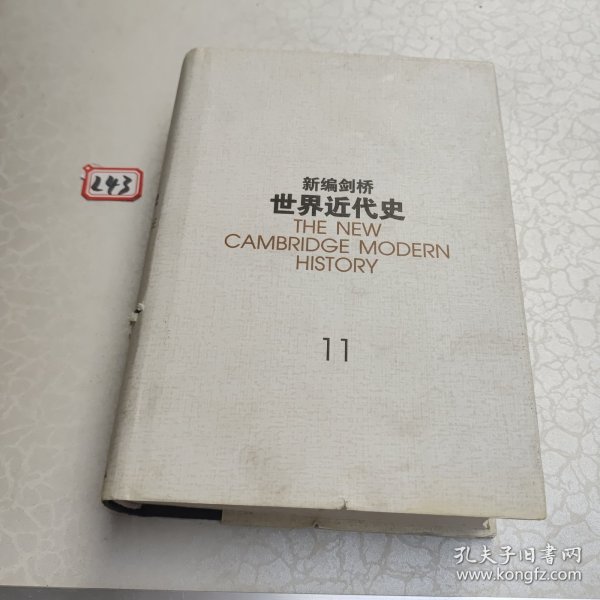 243
新编剑桥
世界近代史
THE NEW
CAMBRIDGE MODERN
HISTORY
11
孔夫子旧书网
www.kongfz.com